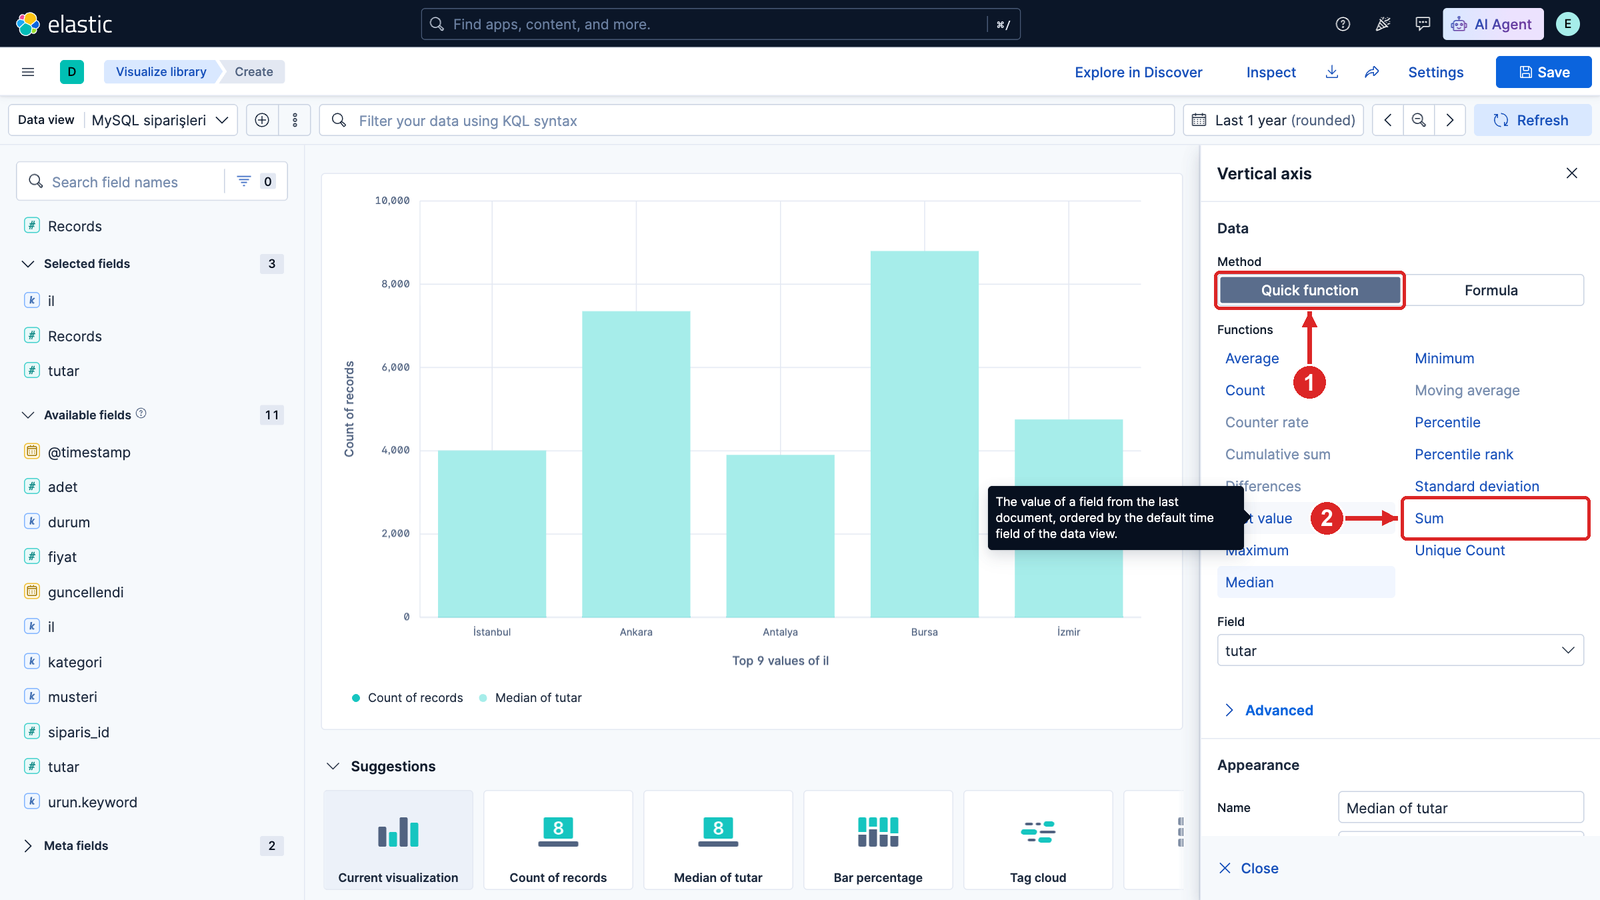 elastic
Find apps, content, and more.
⌘/
AI Agent
E
D
Visualize library
Create
Explore in Discover
Inspect
Settings
Save
Data view
MySQL siparişleri
Filter your data using KQL syntax
Last 1 year (rounded)
Refresh
Search field names
0
Records
Selected fields
3
il
Records
tutar
Available fields
11
@timestamp
adet
durum
fiyat
guncellendi
il
kategori
musteri
siparis_id
tutar
urun.keyword
Meta fields
2
10,000
8,000
6,000
4,000
2,000
0
Count of records
İstanbul
Ankara
Antalya
Bursa
İzmir
Top 9 values of il
Count of records
Median of tutar
Suggestions
Current visualization
8
Count of records
8
Median of tutar
Bar percentage
Tag cloud
The value of a field from the last
document, ordered by the default time
field of the data view.
Vertical axis
Data
Method
Quick function
Formula
Functions
1
Average
Minimum
Count
Moving average
Counter rate
Percentile
Cumulative sum
Percentile rank
Differences
Standard deviation
value
2
Sum
Maximum
Unique Count
Median
Field
tutar
Advanced
Appearance
Name
Median of tutar
Close